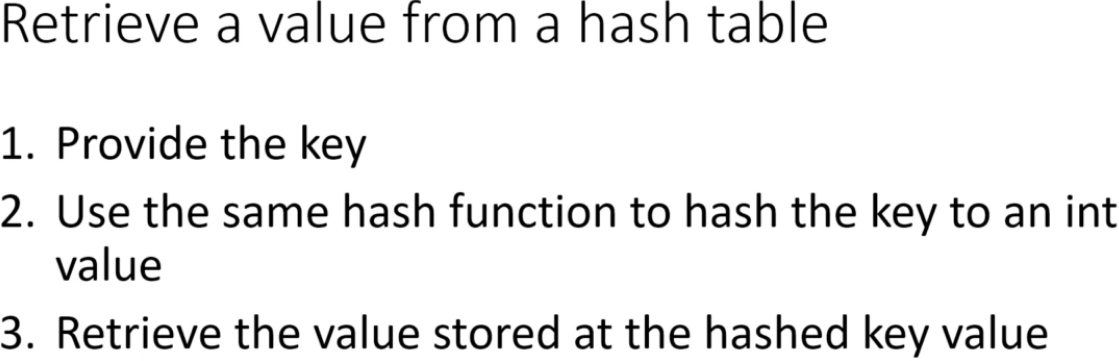 Retrieve a value from a hash table
1. Provide the key
2. Use the same hash function to hash the key to an int
value
3. Retrieve the value stored at the hashed key value